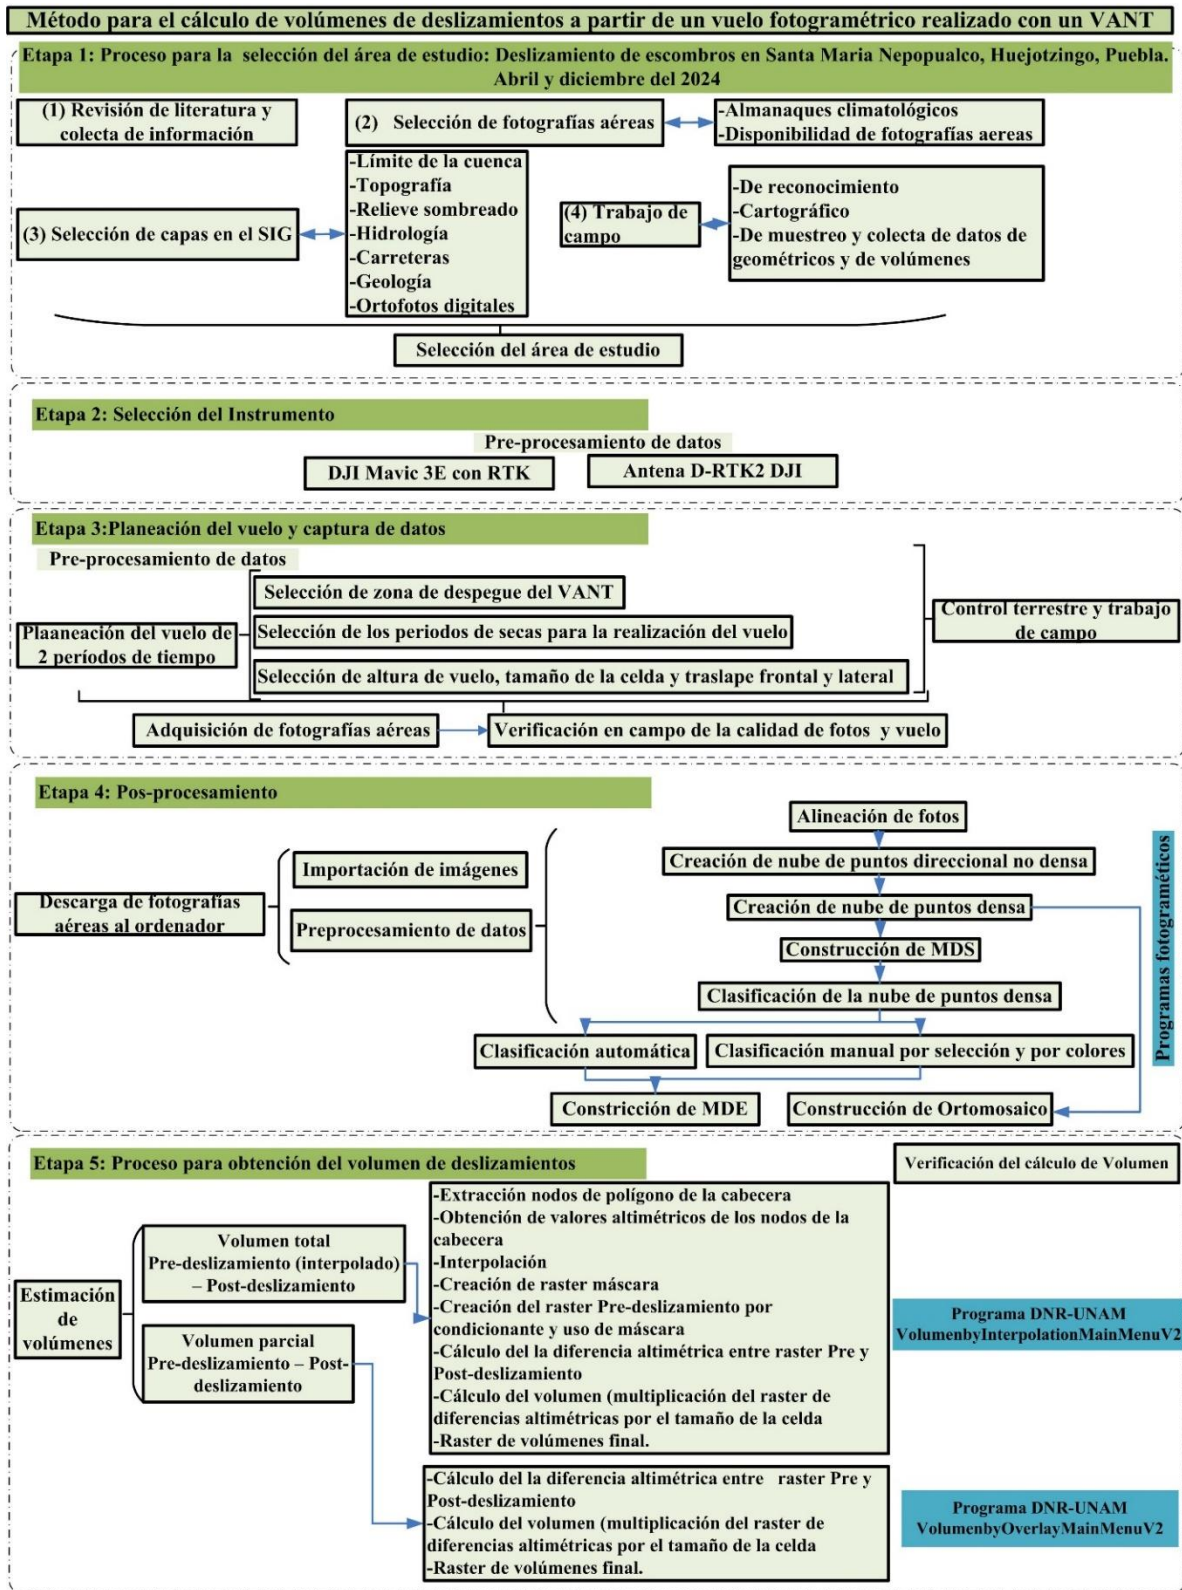 Método para el cálculo de volúmenes de deslizamientos a partir de un vuelo fotogramétrico realizado con un VANT
Etapa 1: Proceso para la selección del área de estudio: Deslizamiento de escombros en Santa Maria Nepopualco, Huejotzingo, Puebla.
Abril y diciembre del 2024
(1) Revisión de literatura y
colecta de información
(2) Selección de fotografías aéreas
-Almanaques climatológicos
-Disponibilidad de fotografías aereas
(3) Selección de capas en el SIG
-Límite de la cuenca
-Topografía
-Relieve sombreado
-Hidrología
-Carreteras
-Geología
-Ortofotos digitales
(4) Trabajo de
campo
-De reconocimiento
-Cartográfico
-De muestreo y colecta de datos de
geométricos y de volúmenes
Selección del área de estudio
Etapa 2: Selección del Instrumento
Pre-procesamiento de datos
DJI Mavic 3E con RTK
Antena D-RTK2 DJI
Etapa 3:Planeación del vuelo y captura de datos
Pre-procesamiento de datos
Plaaneación del vuelo de
2 períodos de tiempo
Selección de zona de despegue del VANT
Selección de los periodos de secas para la realización del vuelo
Selección de altura de vuelo, tamaño de la celda y traslape frontal y lateral
Control terrestre y trabajo
de campo
Adquisición de fotografías aéreas
Verificación en campo de la calidad de fotos y vuelo
Etapa 4: Pos-procesamiento
Descarga de fotografías
aéreas al ordenador
Importación de imágenes
Preprocesamiento de datos
Alineación de fotos
Creación de nube de puntos direccional no densa
Creación de nube de puntos densa
Construcción de MDS
Clasificación de la nube de puntos densa
Clasificación automática
Clasificación manual por selección y por colores
Constricción de MDE
Construcción de Ortomosaico
Programas fotograméticos
Etapa 5: Proceso para obtención del volumen de deslizamientos
Verificación del cálculo de Volumen
Estimación
de
volúmenes
Volumen total
Pre-deslizamiento (interpolado)
– Post-deslizamiento
Volumen parcial
Pre-deslizamiento – Post-
deslizamiento
-Extracción nodos de polígono de la cabecera
-Obtención de valores altimétricos de los nodos de la
cabecera
-Interpolación
-Creación de raster máscara
-Creación del raster Pre-deslizamiento por
condicionante y uso de máscara
-Cálculo del la diferencia altimétrica entre raster Pre y
Post-deslizamiento
-Cálculo del volumen (multiplicación del raster de
diferencias altimétricas por el tamaño de la celda
-Raster de volúmenes final.
Programa DNR-UNAM
VolumenbyInterpolationMainMenuV2
-Cálculo del la diferencia altimétrica entre raster Pre y
Post-deslizamiento
-Cálculo del volumen (multiplicación del raster de
diferencias altimétricas por el tamaño de la celda
-Raster de volúmenes final.
Programa DNR-UNAM
VolumenbyOverlayMainMenuV2